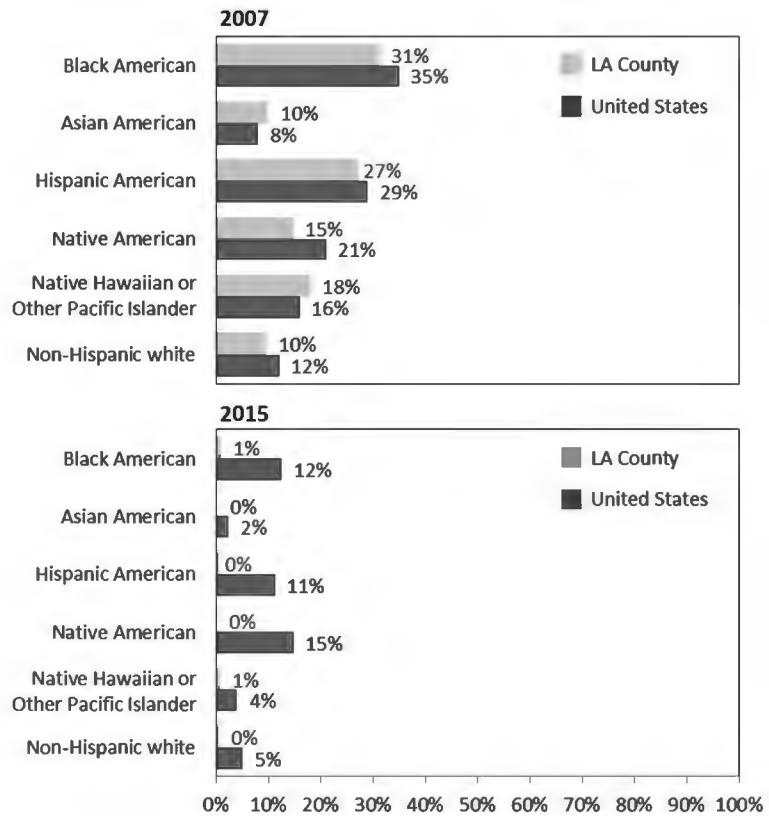 2007
Black American
31%
35%
LA County
United States
Asian American
10%
8%
Hispanic American
27%
29%
Native American
15%
21%
Native Hawaiian or
Other Pacific Islander
18%
16%
Non-Hispanic white
10%
12%
2015
Black American
1%
12%
LA County
United States
Asian American
0%
2%
Hispanic American
0%
11%
Native American
0%
15%
Native Hawaiian or
Other Pacific Islander
1%
4%
Non-Hispanic white
0%
5%
0% 10% 20% 30% 40% 50% 60% 70% 80% 90% 100%